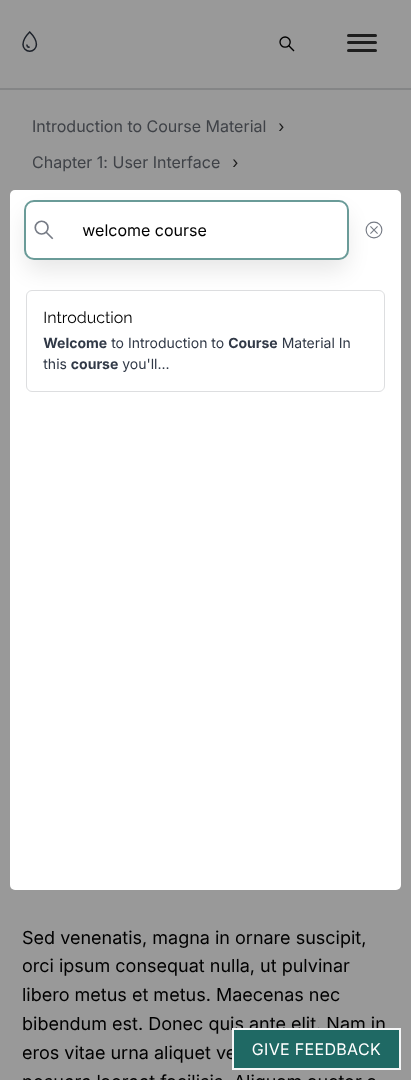 Introduction to Course Material ›
Chapter 1: User Interface ›
welcome course
Introduction
Welcome to Introduction to Course Material In
this course you'll...
Sed venenatis, magna in ornare suscipit,
orci ipsum consequat nulla, ut pulvinar
libero metus et metus. Maecenas nec
bibendum est. Donec quis ante elit. Nam in
eros vitae urna aliquet
GIVE FEEDBACK